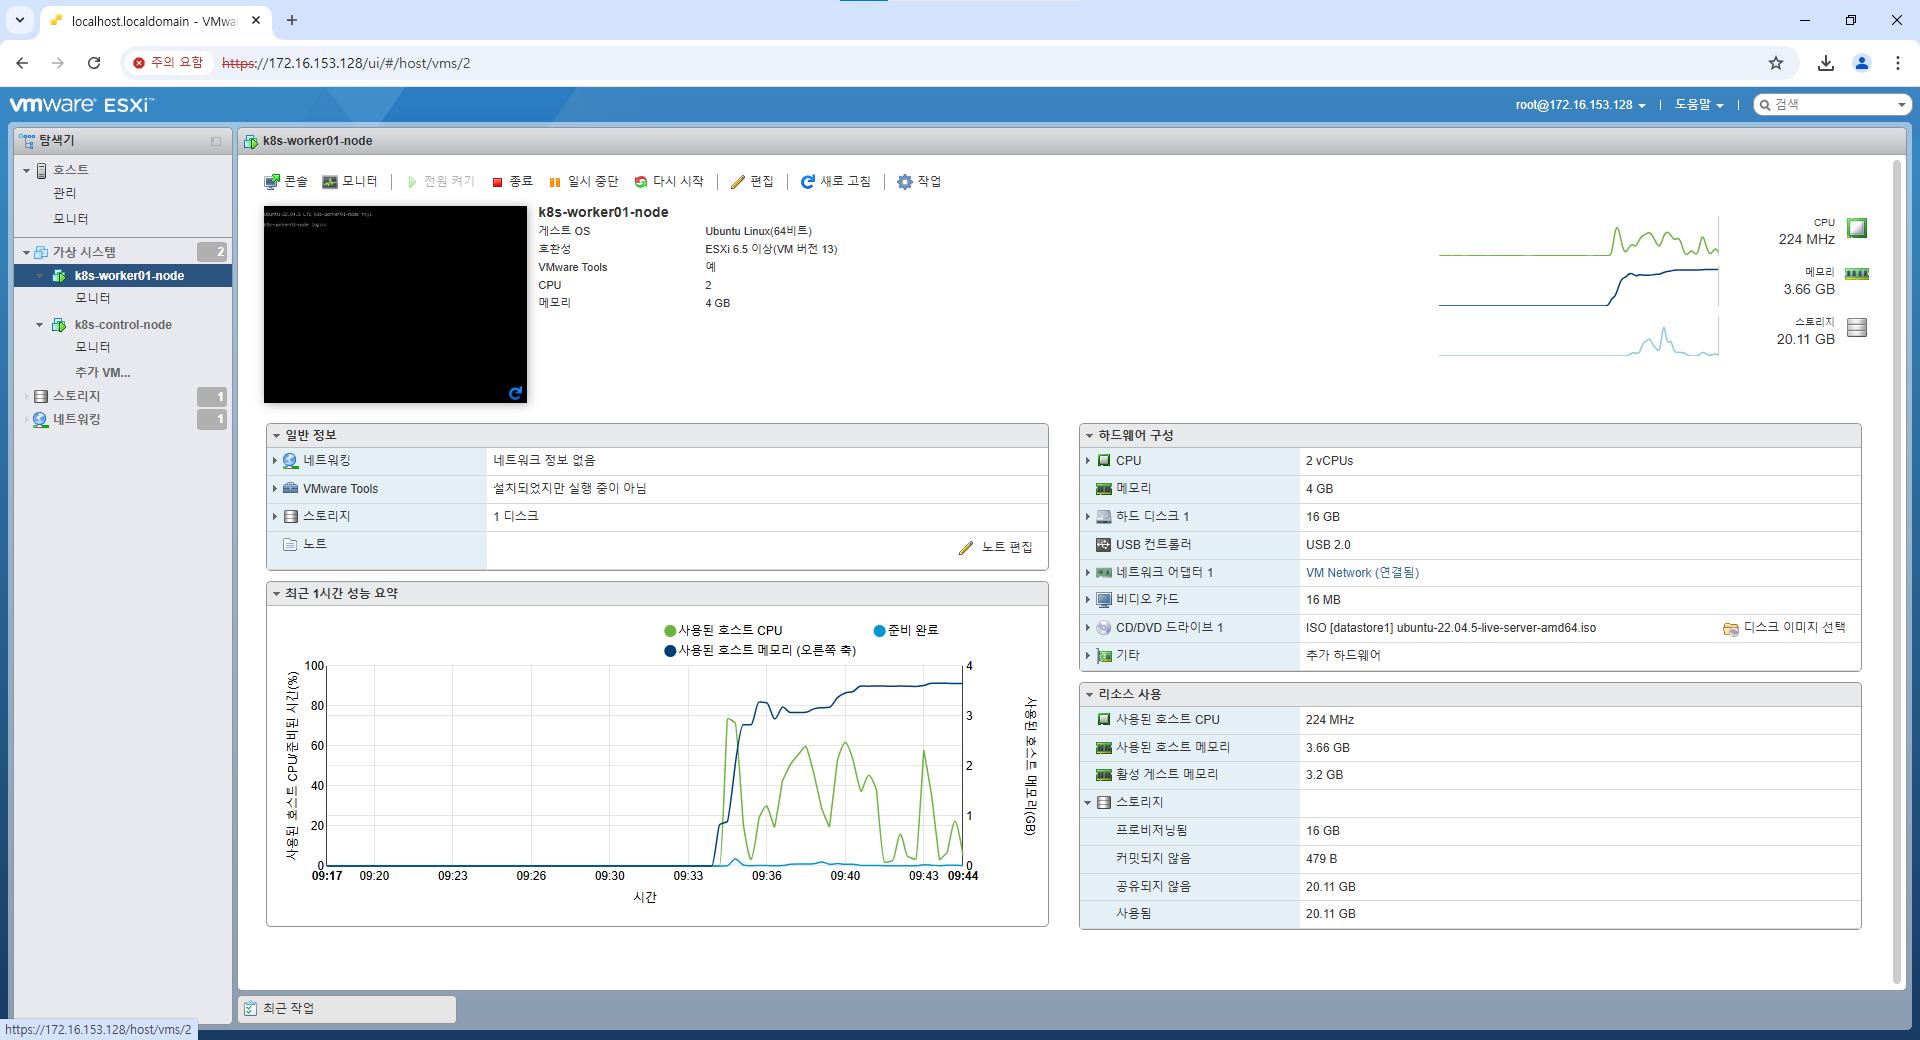 localhost.localdomain - VMwa
주의 요함
https://172.16.153.128/ui/#/host/vms/2
vmware ESXi™
root@172.16.153.128
도움말
검색
탐색기
호스트
관리
모니터
가상 시스템 2
k8s-worker01-node
모니터
k8s-control-node
모니터
추가 VM...
스토리지 1
네트워킹 1
k8s-worker01-node
콘솔 모니터 전원 켜기 종료 일시 중단 다시 시작 편집 새로 고침 작업
Ubuntu 22.04.5 LTS k8s-worker01-node tty1
k8s-worker01-node login:
k8s-worker01-node
게스트 OS Ubuntu Linux(64비트)
호환성 ESXi 6.5 이상(VM 버전 13)
VMware Tools 예
CPU 2
메모리 4 GB
CPU
224 MHz
메모리
3.66 GB
스토리지
20.11 GB
일반 정보
네트워킹 네트워크 정보 없음
VMware Tools 설치되었지만 실행 중이 아님
스토리지 1 디스크
노트 노트 편집
최근 1시간 성능 요약
사용된 호스트 CPU 준비 완료
사용된 호스트 메모리 (오른쪽 축)
사용된 호스트 CPU/준비된 시간(%)
100
80
60
40
20
0
4
3
2
1
0
사용된 호스트 메모리(GB)
09:17 09:20 09:23 09:26 09:30 09:33 09:36 09:40 09:43 09:44
시간
하드웨어 구성
CPU 2 vCPUs
메모리 4 GB
하드 디스크 1 16 GB
USB 컨트롤러 USB 2.0
네트워크 어댑터 1 VM Network (연결됨)
비디오 카드 16 MB
CD/DVD 드라이브 1 ISO [datastore1] ubuntu-22.04.5-live-server-amd64.iso 디스크 이미지 선택
기타 추가 하드웨어
리소스 사용
사용된 호스트 CPU 224 MHz
사용된 호스트 메모리 3.66 GB
활성 게스트 메모리 3.2 GB
스토리지
프로비저닝됨 16 GB
커밋되지 않음 479 B
공유되지 않음 20.11 GB
사용됨 20.11 GB
최근 작업
https://172.16.153.128/host/vms/2